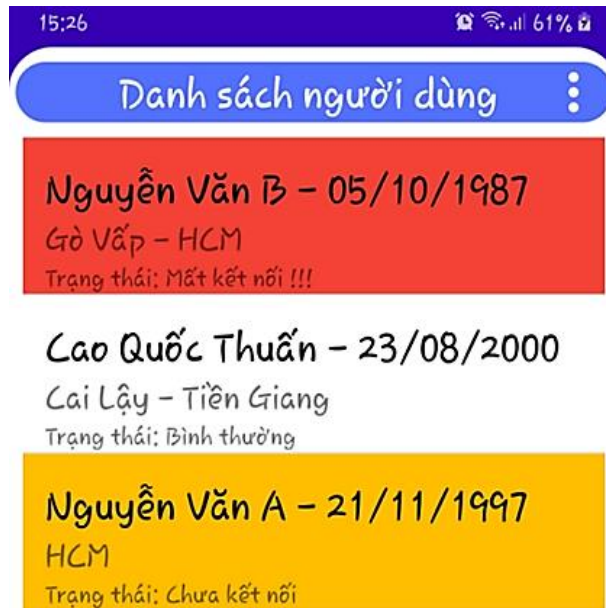 15:26 61%
Danh sách người dùng
Nguyễn Văn B - 05/10/1987
Gò Vấp - HCM
Trạng thái: Mất kết nối !!!
Cao Quốc Thuấn - 23/08/2000
Cai Lậy - Tiền Giang
Trạng thái: Bình thường
Nguyễn Văn A - 21/11/1997
HCM
Trạng thái: Chưa kết nối